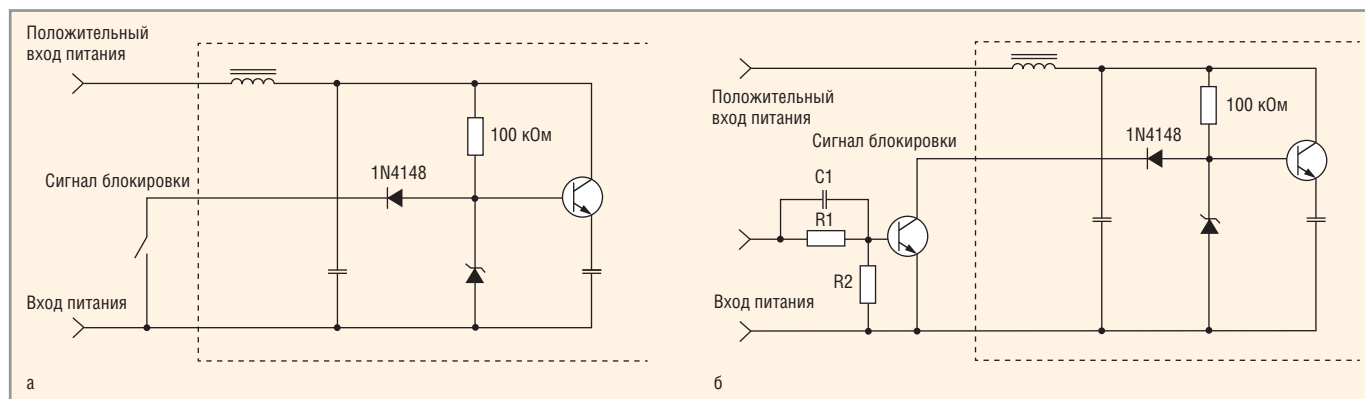 Положительный
вход питания
100 кОм
1N4148
Сигнал блокировки
Вход питания
а
Положительный
вход питания
100 кОм
1N4148
Сигнал блокировки
C1
R1
R2
Вход питания
б